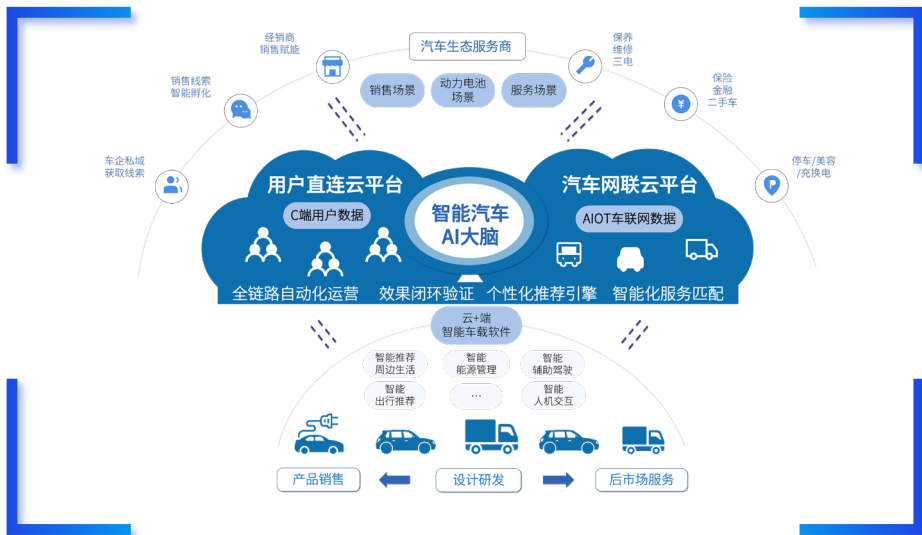 汽车生态服务商
经销商
销售赋能
保养
维修
三电
销售线索
智能孵化
销售场景
动力电池
场景
服务场景
保险
金融
二手车
¥
车企私域
获取线索
停车/美容
/充换电
P
用户直连云平台
C端用户数据
智能汽车
AI大脑
汽车网联云平台
AIOT车联网数据
全链路自动化运营
效果闭环验证
个性化推荐引擎
智能化服务匹配
云+端
智能车载软件
智能推荐
周边生活
智能
能源管理
智能
辅助驾驶
智能
出行推荐
...
智能
人机交互
产品销售
设计研发
后市场服务